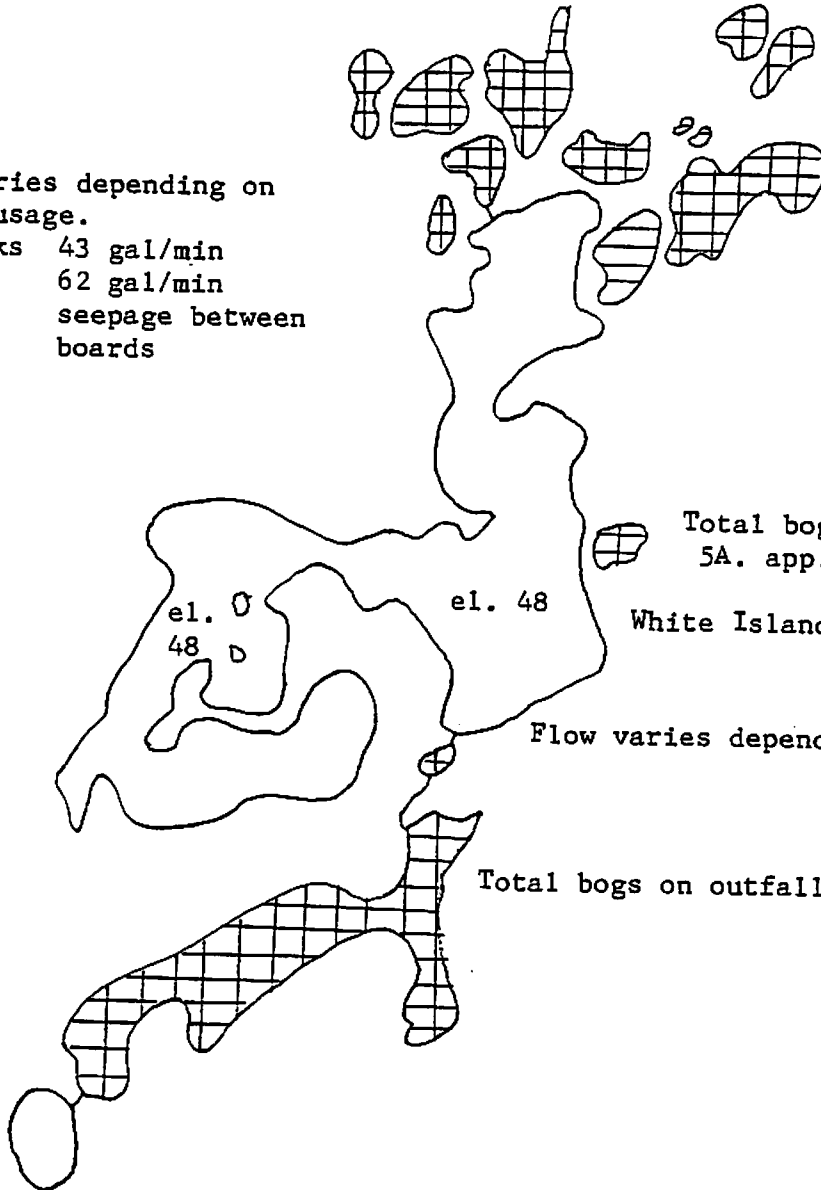 ries depending on
usage.
ks 43 gal/min
62 gal/min
seepage between
boards
Total bog
5A. app.
el. 48
el.
48
White Island
Flow varies depend
Total bogs on outfall